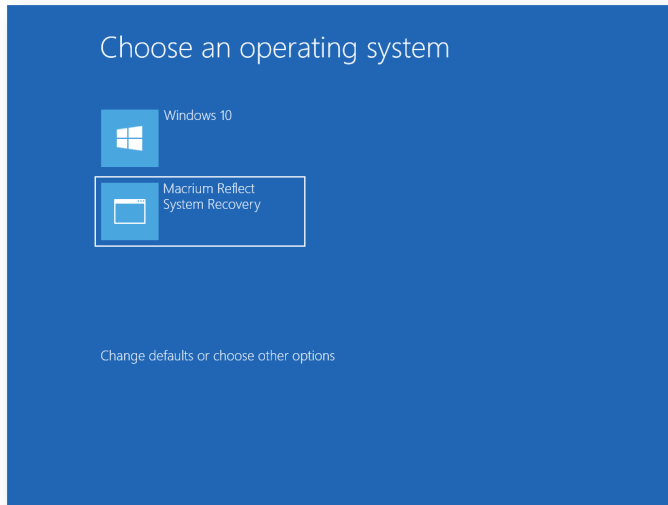 Choose an operating system
Windows 10
Macrium Reflect
System Recovery
Change defaults or choose other options